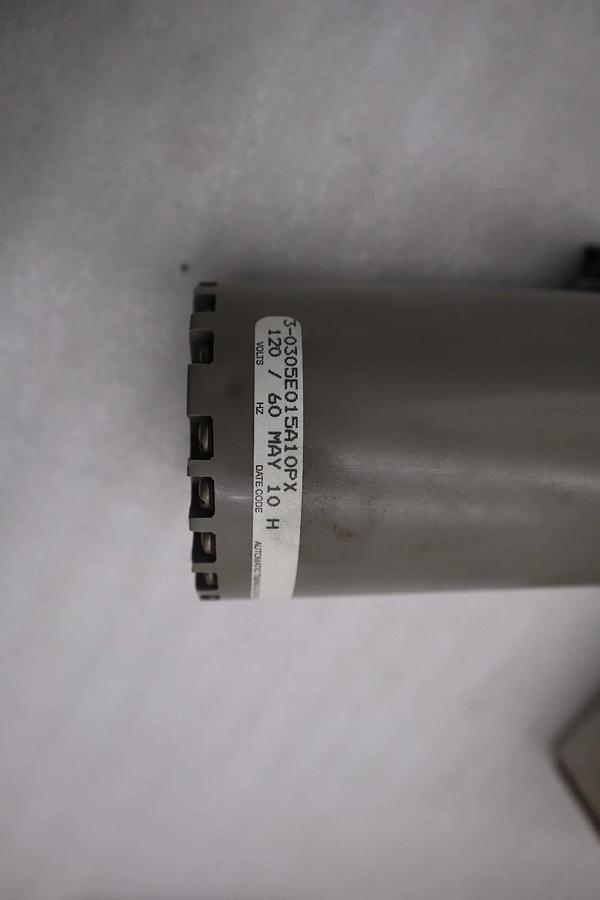 3-0305E015A10PX
120 / 60 MAY 10 H
VOLTS HZ DATE CODE AUTOMATIC